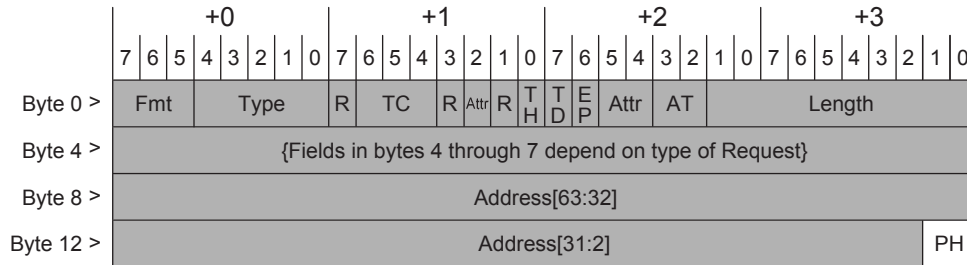 +0 +1 +2 +3
7 6 5 4 3 2 1 0 7 6 5 4 3 2 1 0 7 6 5 4 3 2 1 0 7 6 5 4 3 2 1 0
Byte 0 > Fmt Type R TC R Attr R TH TD EP Attr AT Length
Byte 4 > {Fields in bytes 4 through 7 depend on type of Request}
Byte 8 > Address[63:32]
Byte 12 > Address[31:2] PH